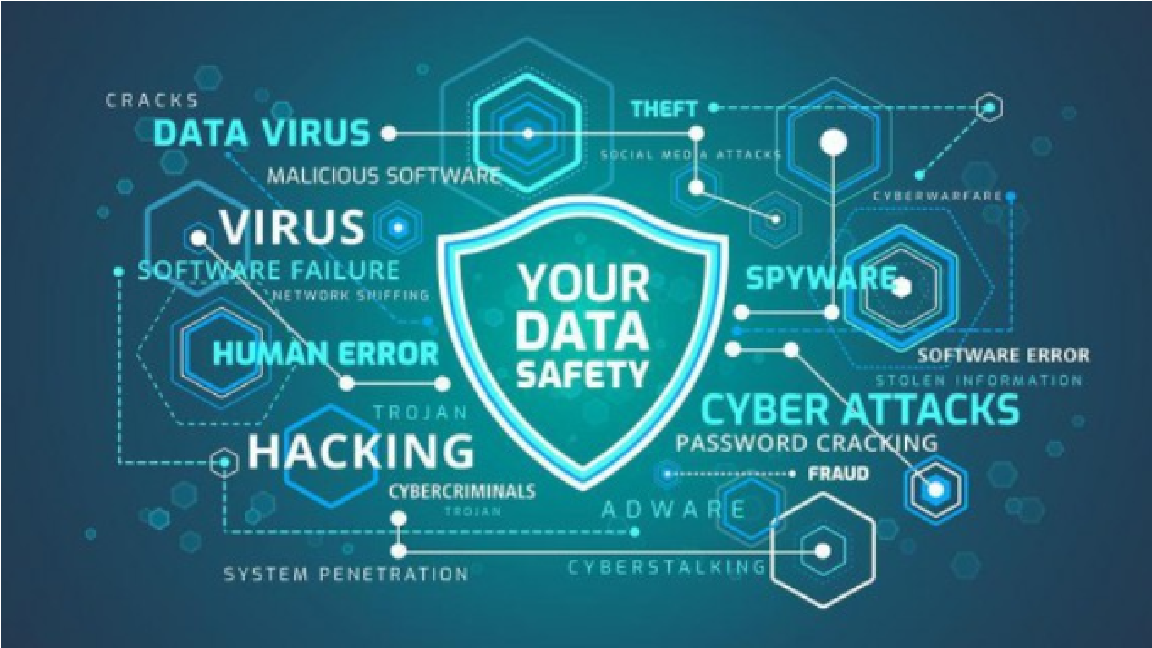 CRACKS
DATA VIRUS
MALICIOUS SOFTWARE
VIRUS
SOFTWARE FAILURE
NETWORK SNIFFING
HUMAN ERROR
TROJAN
HACKING
CYBERCRIMINALS
TROJAN
SYSTEM PENETRATION
YOUR
DATA
SAFETY
THEFT
SOCIAL MEDIA ATTACKS
CYBERWARFARE
SPYWARE
SOFTWARE ERROR
STOLEN INFORMATION
CYBER ATTACKS
PASSWORD CRACKING
FRAUD
ADWARE
CYBERSTALKING